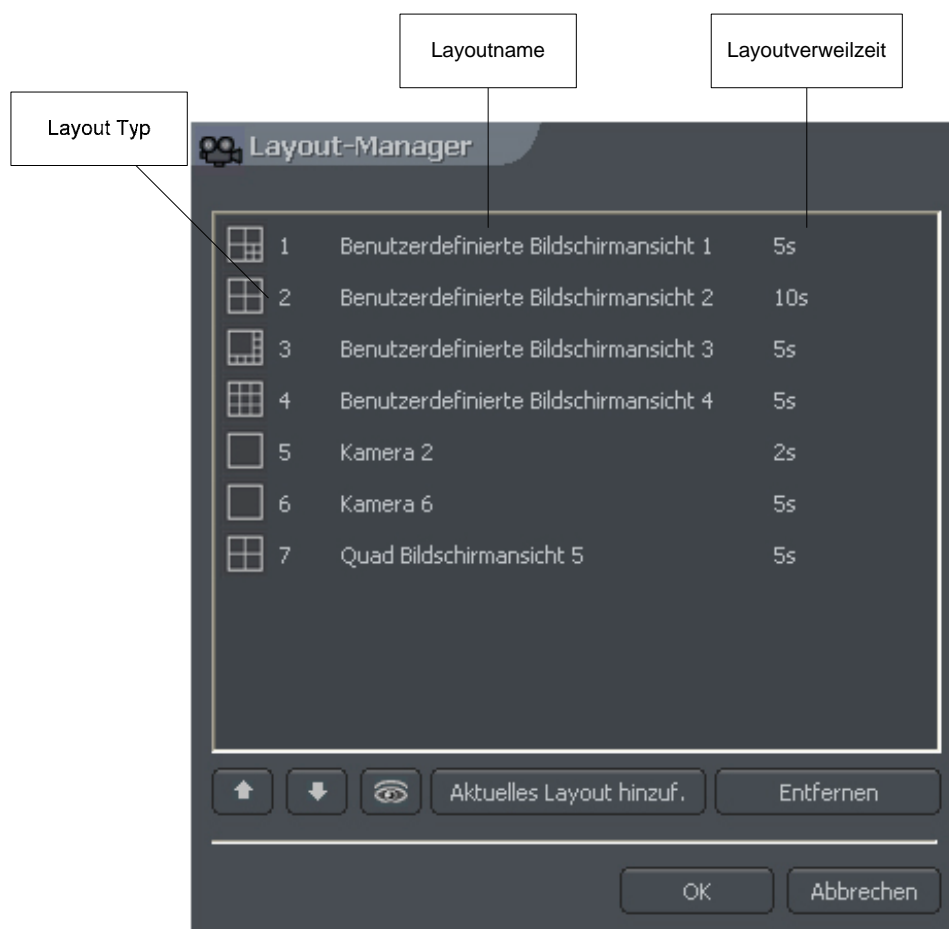 Layoutname
Layoutverweilzeit
Layout Typ
Layout-Manager
1 Benutzerdefinierte Bildschirmansicht 1 5s
2 Benutzerdefinierte Bildschirmansicht 2 10s
3 Benutzerdefinierte Bildschirmansicht 3 5s
4 Benutzerdefinierte Bildschirmansicht 4 5s
5 Kamera 2 2s
6 Kamera 6 5s
7 Quad Bildschirmansicht 5 5s
Aktuelles Layout hinzuf. Entfernen
OK Abbrechen